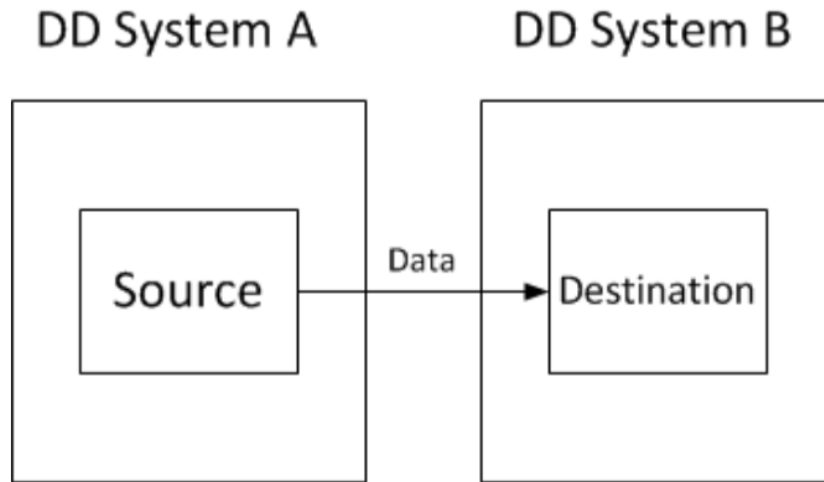 DD System A
DD System B
Source
Data
Destination